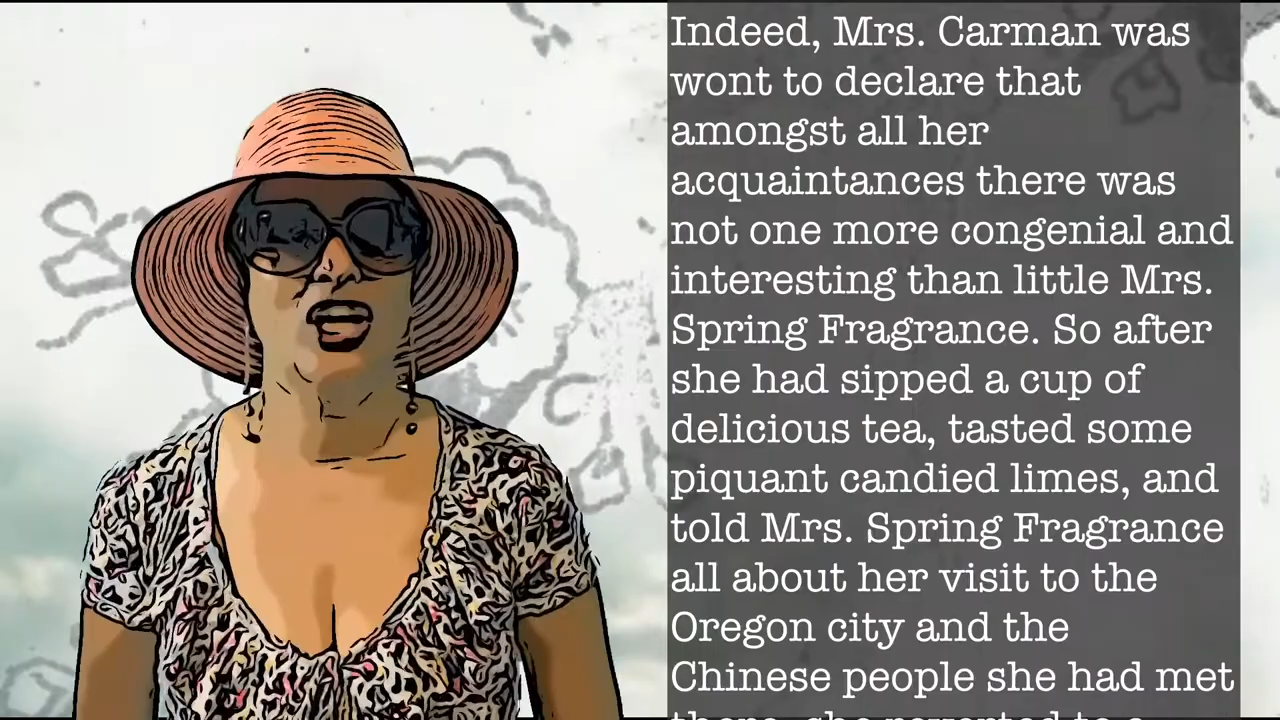 Indeed, Mrs. Carman was
wont to declare that
amongst all her
acquaintances there was
not one more congenial and
interesting than little Mrs.
Spring Fragrance. So after
she had sipped a cup of
delicious tea, tasted some
piquant candied limes, and
told Mrs. Spring Fragrance
all about her visit to the
Oregon city and the
Chinese people she had met